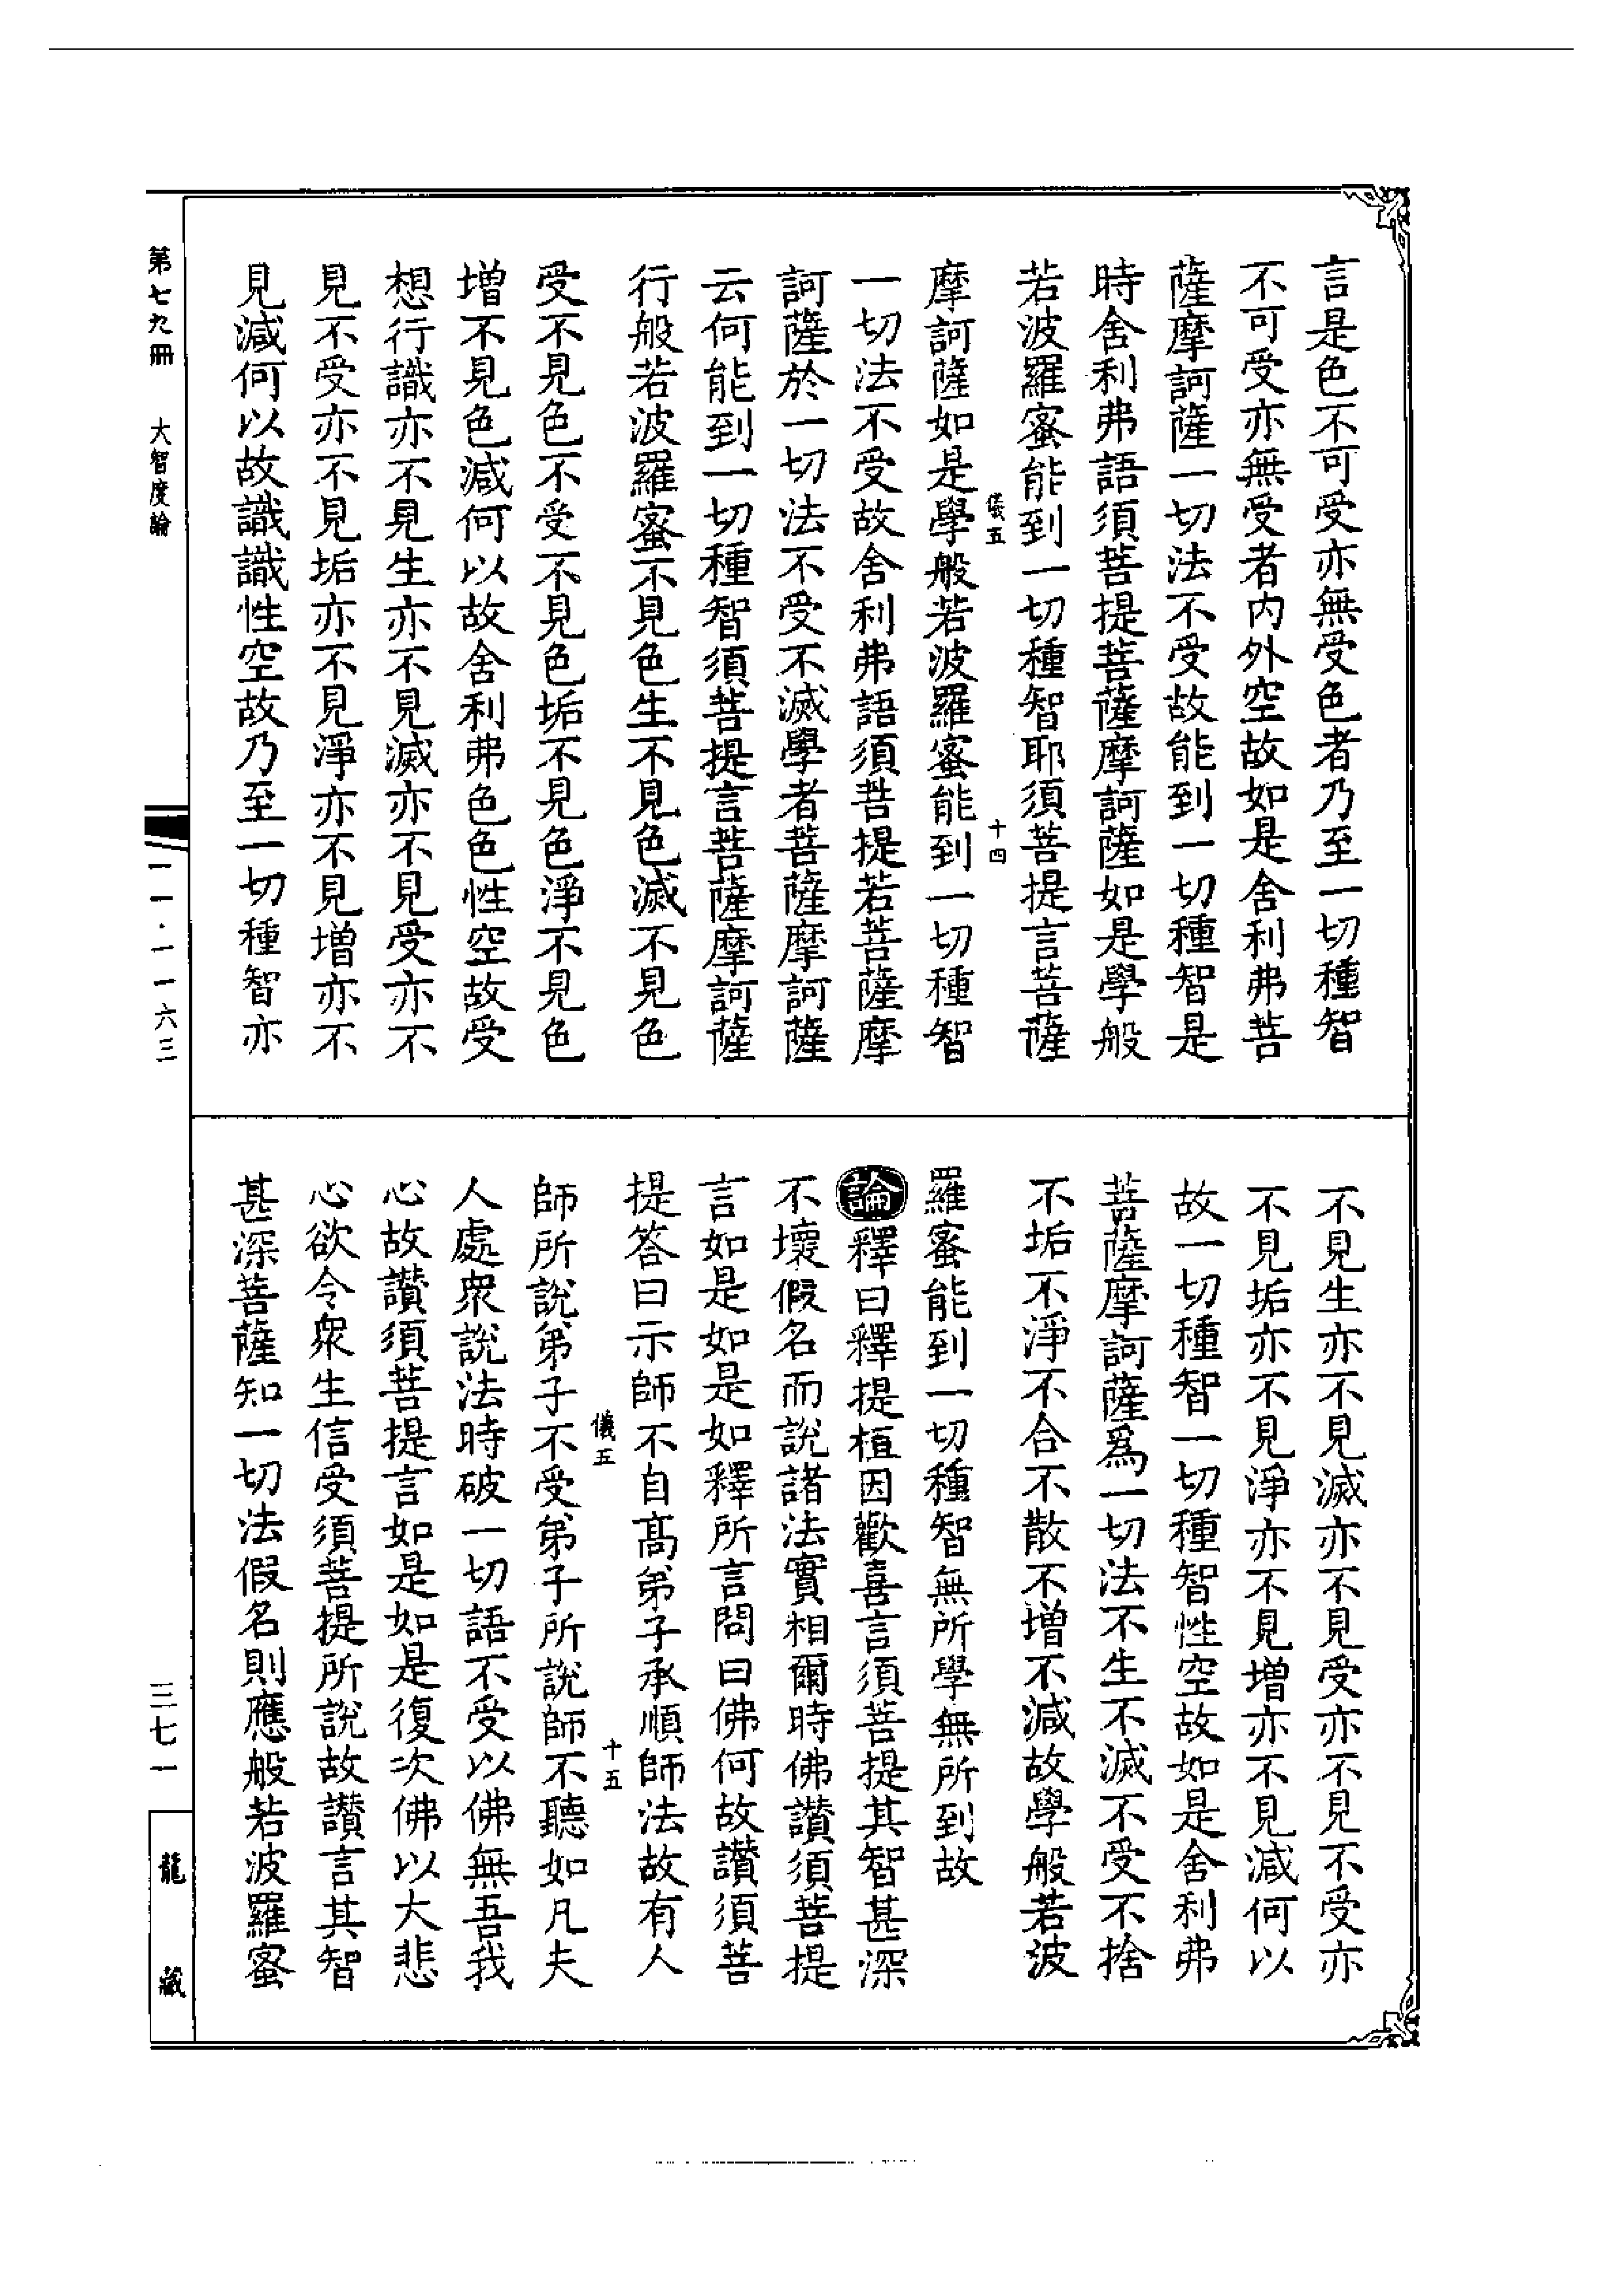 言是色不可受亦無受色者乃至一切種智
不可受亦無受者内外空故如是舍利弗菩
薩摩訶薩一切法不受故能到一切種智是
時舍利弗語須菩提菩薩摩訶薩如是學般
若波羅蜜能到一切種智耶須菩提言菩薩
儀五
十四
摩訶薩如是學般若波羅蜜能到一切種智
一切法不受故舍利弗語須菩提若菩薩摩
訶薩於一切法不受不滅學者菩薩摩訶薩
云何能到一切種智須菩提言菩薩摩訶薩
行般若波羅蜜不見色生不見色滅不見色
受不見色不受不見色垢不見色淨不見色
增不見色減何以故舍利弗色色性空故受
想行識亦不見生亦不見滅亦不見受亦不
見不受亦不見垢亦不見淨亦不見增亦不
見減何以故識識性空故乃至一切種智亦
不見生亦不見滅亦不見受亦不見不受亦
不見垢亦不見淨亦不見增亦不見減何以
故一切種智一切種智性空故如是舍利弗
菩薩摩訶薩爲一切法不生不滅不受不捨
不垢不淨不合不散不增不減故學般若波
羅蜜能到一切種智無所學無所到故
論釋曰釋提桓因歡喜言須菩提其智甚深
不壞假名而說諸法實相爾時佛讚須菩提
言如是如是如釋所言問曰佛何故讚須菩
提答曰示師不自高弟子承順師法故有人
儀五
十五
師所說弟子不受弟子所說師不聽如凡夫
人處衆說法時破一切語不受以佛無吾我
心故讚須菩提言如是如是復次佛以大悲
心欲令衆生信受須菩提所說故讚言其智
甚深菩薩知一切法假名則應般若波羅蜜
第七九冊 大智度論
一一·一一六三
三七一
龍藏